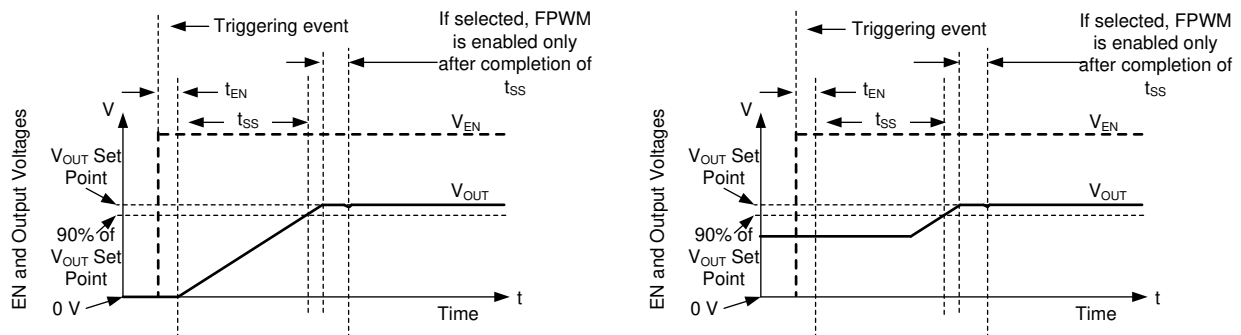 Triggering event
If selected, FPWM
is enabled only
after completion of
tSS
tEN
V
tSS
VEN
EN and Output Voltages
VOUT Set
Point
VOUT
90% of
VOUT Set
Point
0 V
t
Time
Triggering event
If selected, FPWM
is enabled only
after completion of
tSS
tEN
V
tSS
VEN
EN and Output Voltages
VOUT Set
Point
VOUT
90% of
VOUT Set
Point
0 V
t
Time